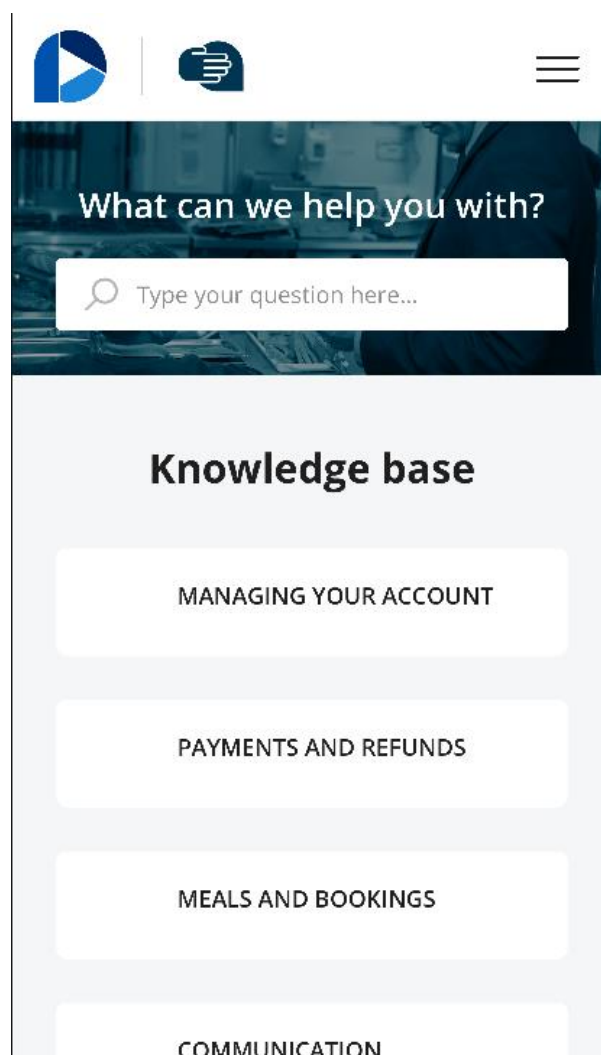 What can we help you with?
Type your question here...
Knowledge base
MANAGING YOUR ACCOUNT
PAYMENTS AND REFUNDS
MEALS AND BOOKINGS
COMMUNICATION